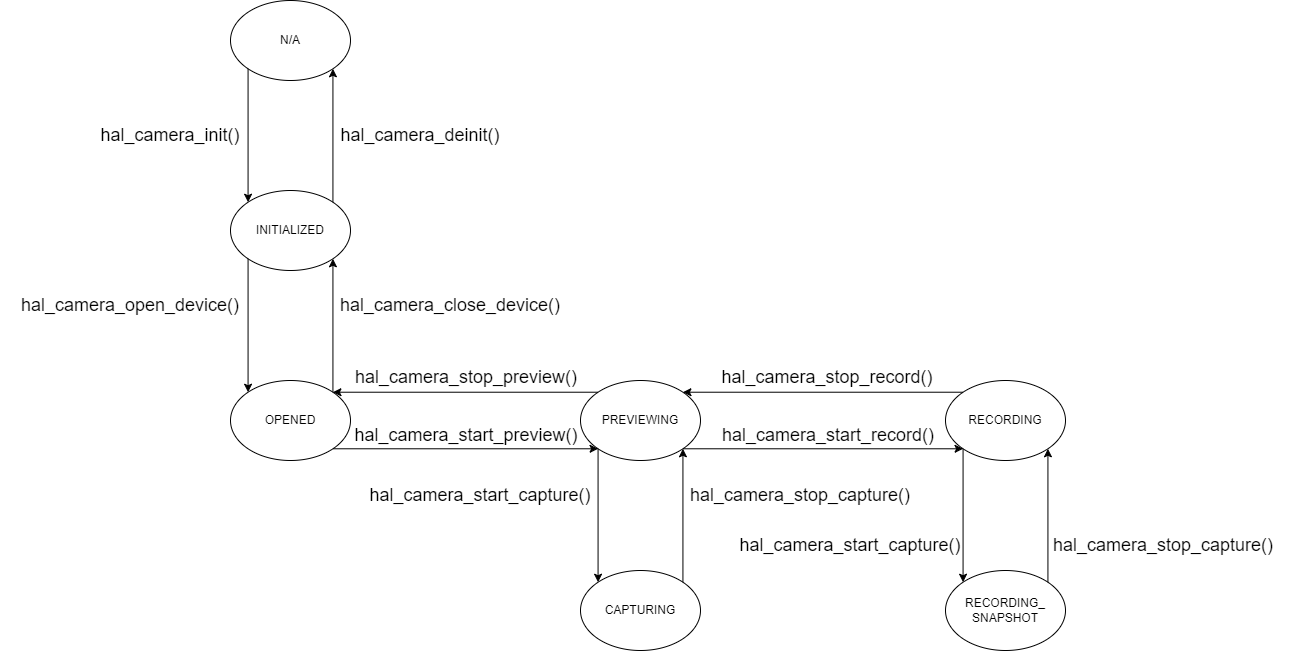 N/A
hal_camera_init()
hal_camera_deinit()
INITIALIZED
hal_camera_open_device()
hal_camera_close_device()
hal_camera_stop_preview()
hal_camera_stop_record()
OPENED
PREVIEWING
RECORDING
hal_camera_start_preview()
hal_camera_start_record()
hal_camera_start_capture()
hal_camera_stop_capture()
hal_camera_start_capture()
hal_camera_stop_capture()
CAPTURING
RECORDING_
SNAPSHOT